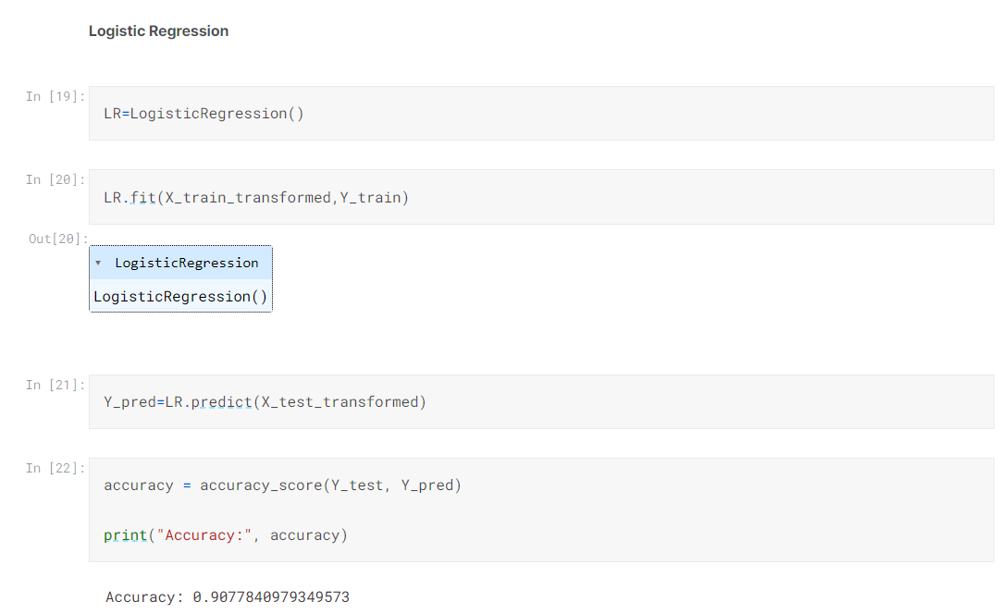 Logistic Regression
In [19]:
LR=LogisticRegression()
In [20]:
LR.fit(X_train_transformed,Y_train)
Out[20]:
▾ LogisticRegression
LogisticRegression()
In [21]:
Y_pred=LR.predict(X_test_transformed)
In [22]:
accuracy = accuracy_score(Y_test, Y_pred)
print("Accuracy:", accuracy)
Accuracy: 0.9077840979349573